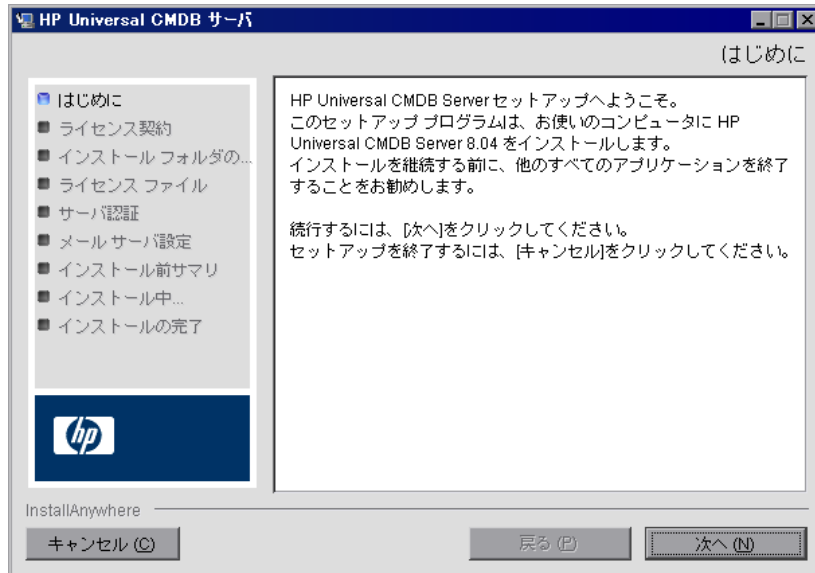 HP Universal CMDB サーバ
はじめに
はじめに
ライセンス契約
インストール フォルダの...
ライセンス ファイル
サーバ認証
メール サーバ設定
インストール前サマリ
インストール中...
インストールの完了
hp
HP Universal CMDB Server セットアップへようこそ。
このセットアップ プログラムは、お使いのコンピュータに HP
Universal CMDB Server 8.04 をインストールします。
インストールを継続する前に、他のすべてのアプリケーションを終了
することをお勧めします。
続行するには、[次へ]をクリックしてください。
セットアップを終了するには、[キャンセル]をクリックしてください。
InstallAnywhere
キャンセル (C)
戻る (P)
次へ (N)